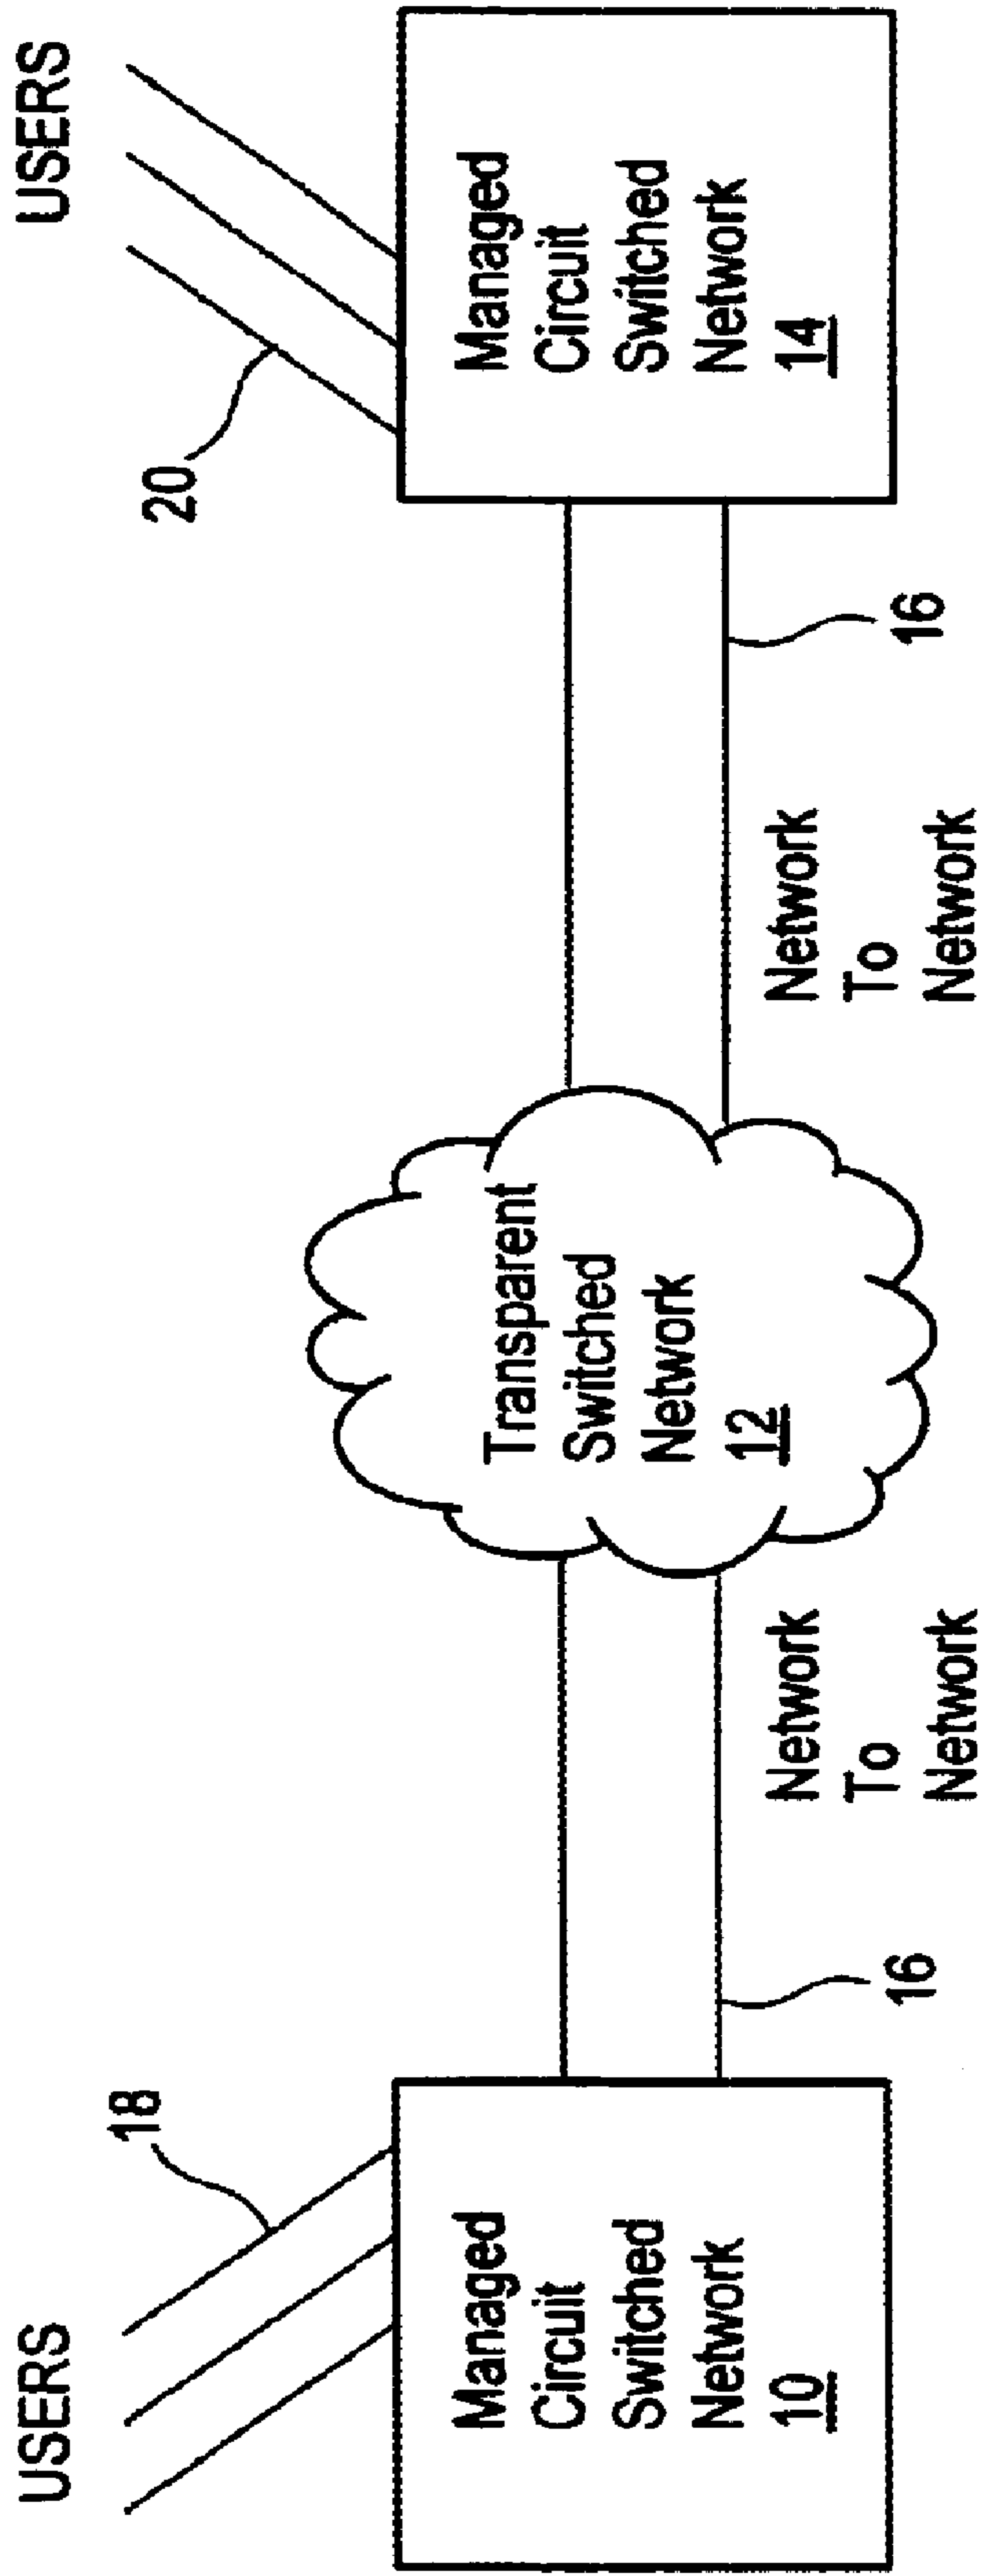 USERS
18
Managed
Circuit
Switched
Network
10
16
Network
To
Network
Transparent
Switched
Network
12
Network
To
Network
16
USERS
20
Managed
Circuit
Switched
Network
14